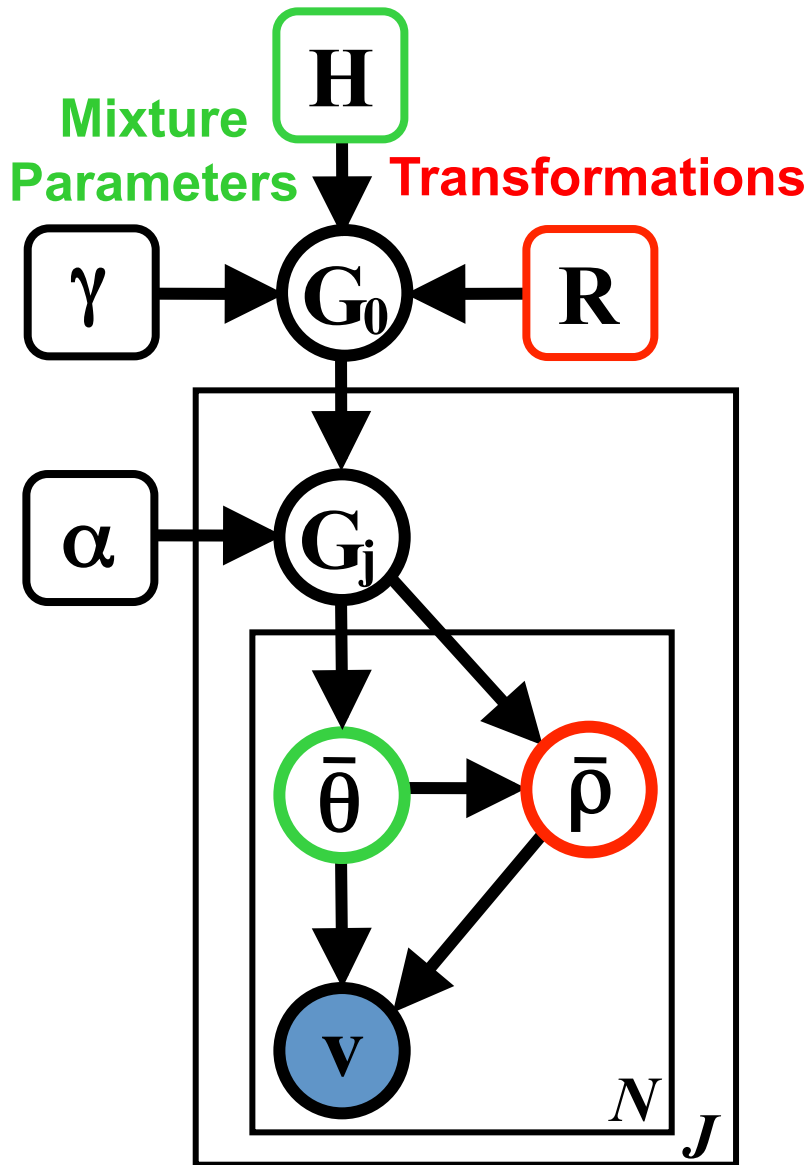 H
Mixture
Parameters
Transformations
γ
G₀
R
α
Gⱼ
θ̄
ρ̄
v
N
J